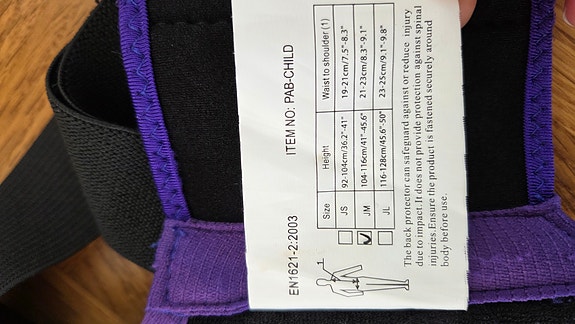 EN1621-2:2003 ITEM NO: PAB-CHILD
Size Height Waist to shoulder (1)
JS 92-104cm/36.2"-41" 19-21cm/7.5"-8.3"
JM 104-116cm/41"-45.6" 21-23cm/8.3"-9.1"
JL 116-128cm/45.6"-50" 23-25cm/9.1"-9.8"
1
The back protector can safeguard against or reduce injury
due to impact.It does not provide protection against spinal
injuries.Ensure the product is fastened securely around
body before use.